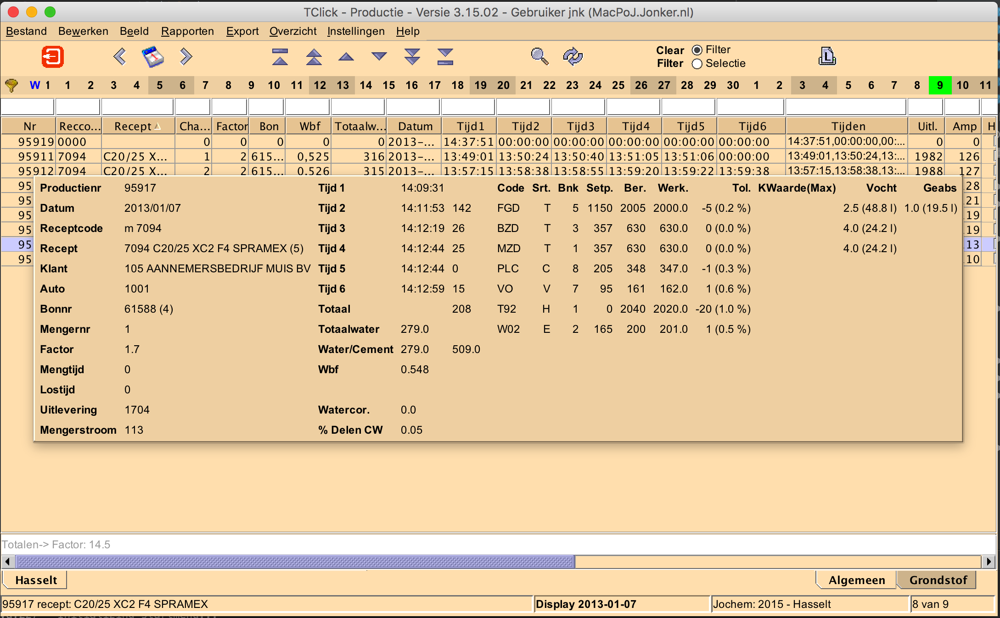 TClick - Productie - Versie 3.15.02 - Gebruiker jnk (MacPoJ.Jonker.nl)
Bestand Bewerken Beeld Rapporten Export Overzicht Instellingen Help
Clear Filter
Filter Selectie
L
W 1 1 2 3 4 5 6 7 8 9 10 11 12 13 14 15 16 17 18 19 20 21 22 23 24 25 26 27 28 29 30 1 2 3 4 5 6 7 8 9 10 11
Nr Recco... Recept Cha... Factor Bon Wbf Totaalw... Datum Tijd1 Tijd2 Tijd3 Tijd4 Tijd5 Tijd6 Tijden Uitl. Amp H
95919 0000 0 0 0 0 0 2013-... 14:37:51 00:00:00 00:00:00 00:00:00 00:00:00 00:00:00 14:37:51,00:00:00,00:... 0 0
95911 7094 C20/25 X... 1 2 615... 0,525 316 2013-... 13:49:01 13:50:24 13:50:40 13:51:05 13:51:06 00:00:00 13:49:01,13:50:24,13:... 1982 126
95912 7094 C20/25 X... 2 2 615... 0,526 315 2013-... 13:57:15 13:58:38 13:58:55 13:59:20 13:59:22 13:59:38 13:57:15,13:58:38,13:... 1988 127
95 Productienr 95917 Tijd 1 14:09:31 Code Srt. Bnk Setp. Ber. Werk. Tol. KWaarde(Max) Vocht Geabs 28
95 Datum 2013/01/07 Tijd 2 14:11:53 142 FGD T 5 1150 2005 2000.0 -5 (0.2 %) 2.5 (48.8 l) 1.0 (19.5 l) 21
95 19
95 Receptcode m 7094 Tijd 3 14:12:19 26 BZD T 3 357 630 630.0 0 (0.0 %) 4.0 (24.2 l) 19
95 Recept 7094 C20/25 XC2 F4 SPRAMEX (5) Tijd 4 14:12:44 25 MZD T 1 357 630 630.0 0 (0.0 %) 4.0 (24.2 l) 13
95 10
Klant 105 AANNEMERSBEDRIJF MUIS BV Tijd 5 14:12:44 0 PLC C 8 205 348 347.0 -1 (0.3 %)
Auto 1001 Tijd 6 14:12:59 15 VO V 7 95 161 162.0 1 (0.6 %)
Bonnr 61588 (4) Totaal 208 T92 H 1 0 2040 2020.0 -20 (1.0 %)
Mengernr 1 Totaalwater 279.0 W02 E 2 165 200 201.0 1 (0.5 %)
Factor 1.7 Water/Cement 279.0 509.0
Mengtijd 0 Wbf 0.548
Lostijd 0
Uitlevering 1704 Watercor. 0.0
Mengerstroom 113 % Delen CW 0.05
Totalen-> Factor: 14.5
Hasselt Algemeen Grondstof
95917 recept: C20/25 XC2 F4 SPRAMEX Display 2013-01-07 Jochem: 2015 - Hasselt 8 van 9